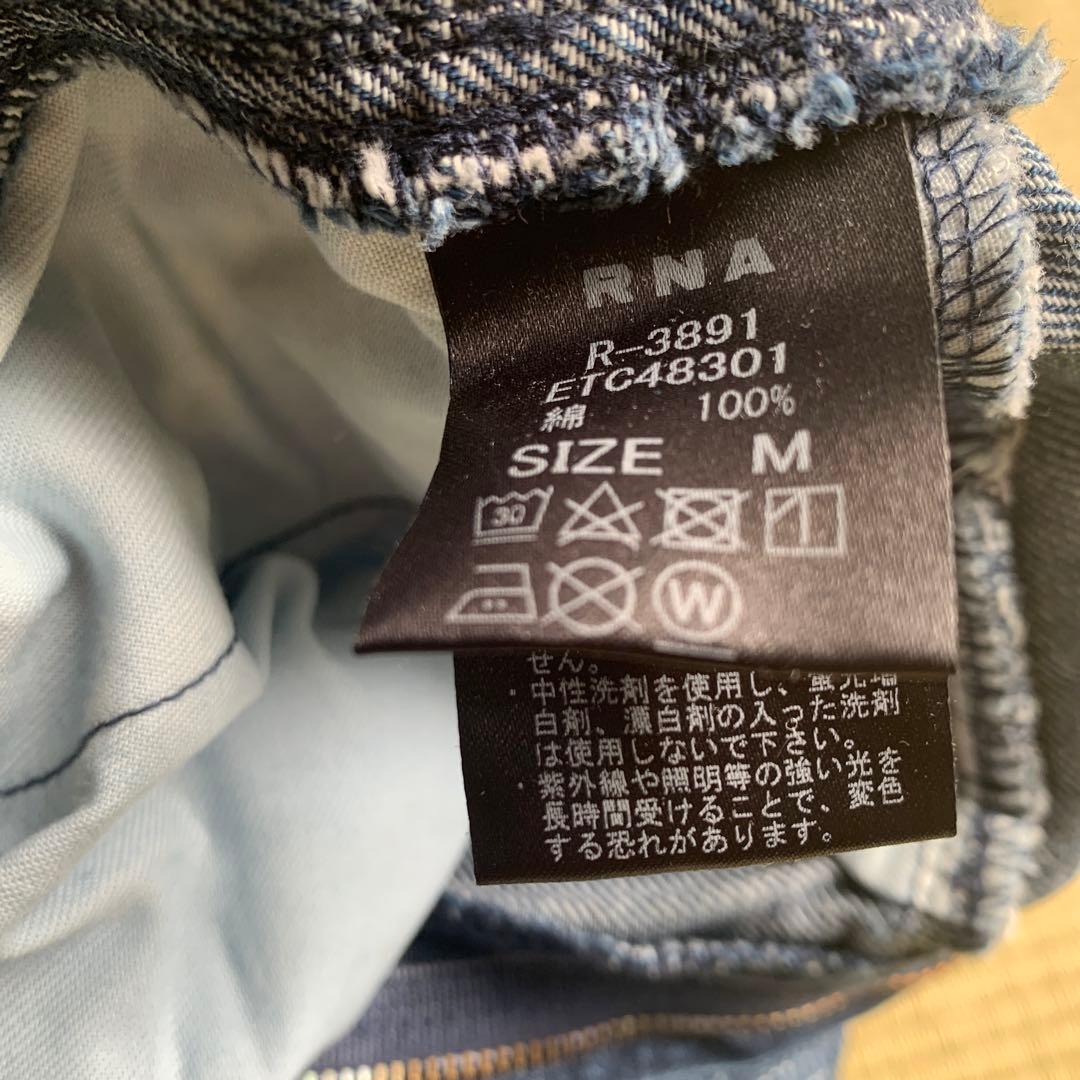 RNA
R-3891
ETC48301
綿 100%
SIZE M
30
W
せん。
・中性洗剤を使用し、蛍光増
白剤、漂白剤の入った洗剤
は使用しないで下さい。
紫外線や照明等の強い光を
長時間受けることで、変色
する恐れがあります。